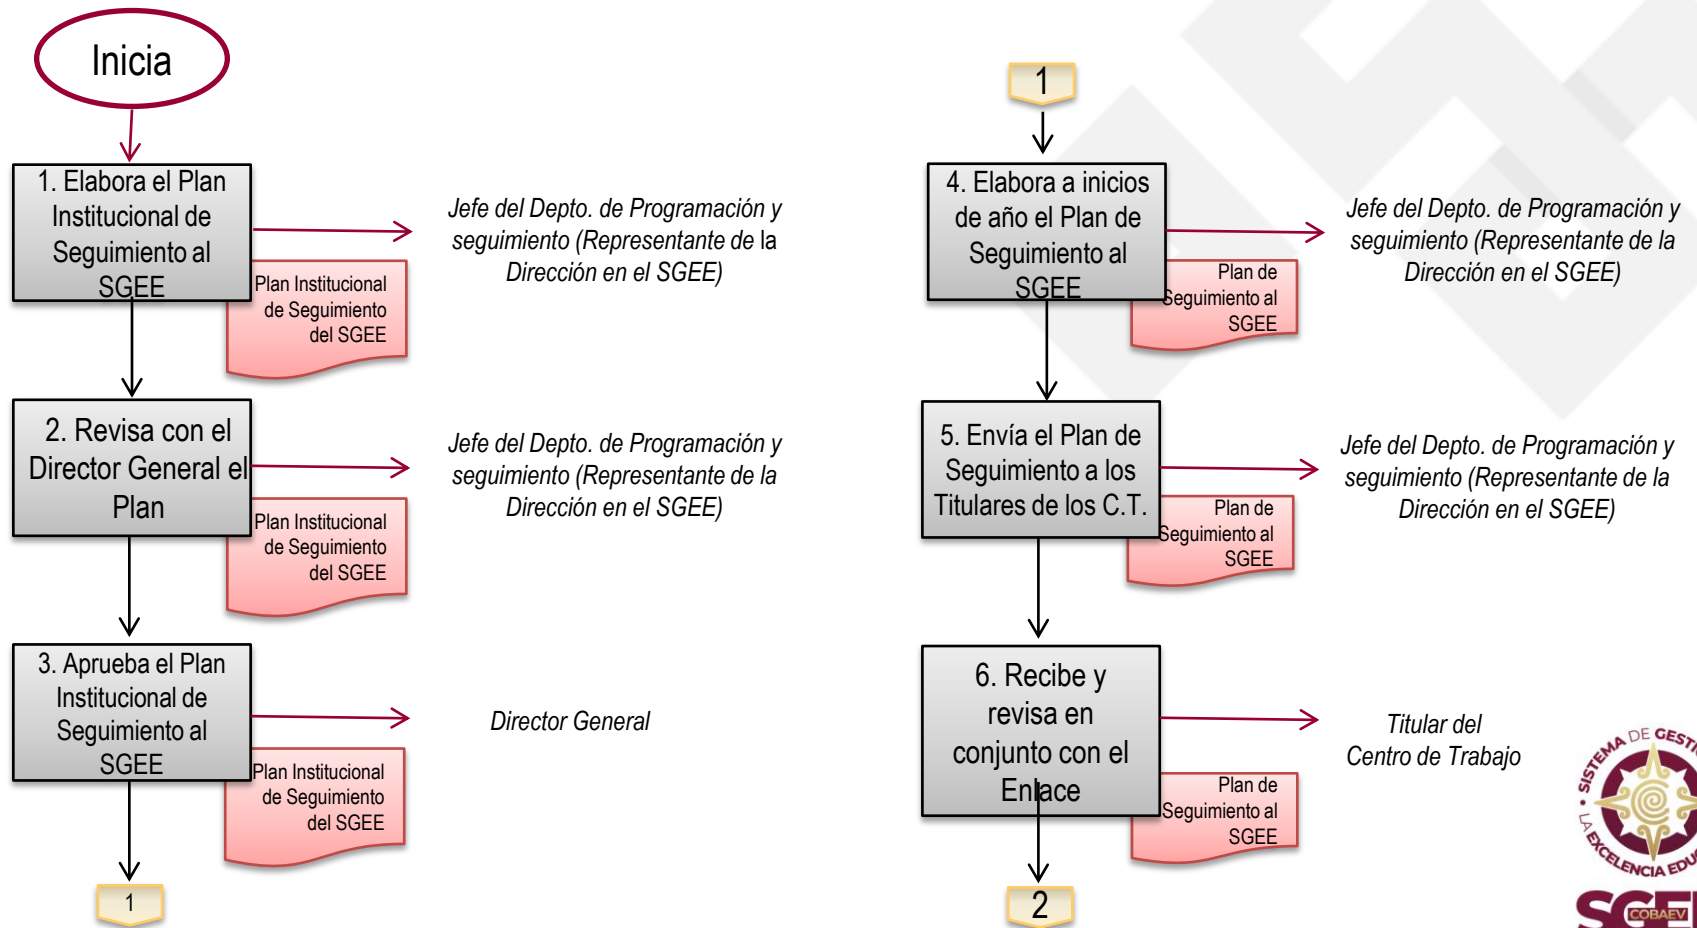 Inicia
1. Elabora el Plan
Institucional de
Seguimiento al
SGEE
Jefe del Depto. de Programación y
seguimiento (Representante de la
Dirección en el SGEE)
Plan Institucional
de Seguimiento
del SGEE
2. Revisa con el
Director General el
Plan
Jefe del Depto. de Programación y
seguimiento (Representante de la
Dirección en el SGEE)
Plan Institucional
de Seguimiento
del SGEE
3. Aprueba el Plan
Institucional de
Seguimiento al
SGEE
Director General
Plan Institucional
de Seguimiento
del SGEE
1
1
4. Elabora a inicios
de año el Plan de
Seguimiento al
SGEE
Jefe del Depto. de Programación y
seguimiento (Representante de la
Dirección en el SGEE)
Plan de
Seguimiento al
SGEE
5. Envía el Plan de
Seguimiento a los
Titulares de los C.T.
Jefe del Depto. de Programación y
seguimiento (Representante de la
Dirección en el SGEE)
Plan de
Seguimiento al
SGEE
6. Recibe y
revisa en
conjunto con el
Enlace
Titular del
Centro de Trabajo
Plan de
Seguimiento al
SGEE
2
SISTEMA DE
LA EXCELENCIA
COBAEV